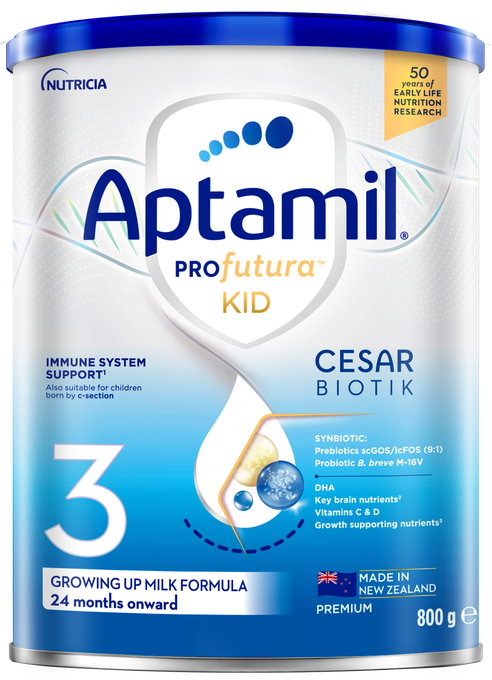 NUTRICIA
50
years of
EARLY LIFE
NUTRITION
RESEARCH
Aptamil®
PROfutura™
KID
IMMUNE SYSTEM
SUPPORT¹
Also suitable for children
born by c-section
CESAR
BIOTIK
SYNBIOTIC:
Prebiotics scGOS/lcFOS (9:1)
Probiotic B. breve M-16V
DHA
Key brain nutrients²
Vitamins C & D
Growth supporting nutrients³
3
GROWING UP MILK FORMULA
24 months onward
MADE IN
NEW ZEALAND
PREMIUM
800 g ℮